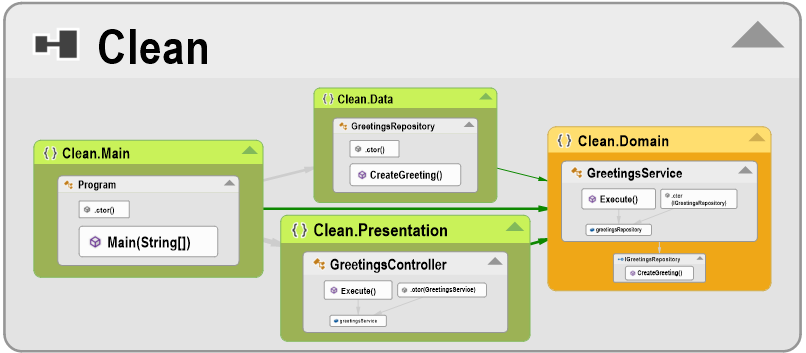 Clean
{} Clean.Data
GreetingsRepository
.ctor()
CreateGreeting()
{} Clean.Main
Program
.ctor()
Main(String[])
{} Clean.Presentation
GreetingsController
Execute()
.ctor(GreetingsService)
greetingsService
{} Clean.Domain
GreetingsService
Execute()
.ctor
(IGreetingsRepository)
greetingsRepository
IGreetingsRepository
CreateGreeting()